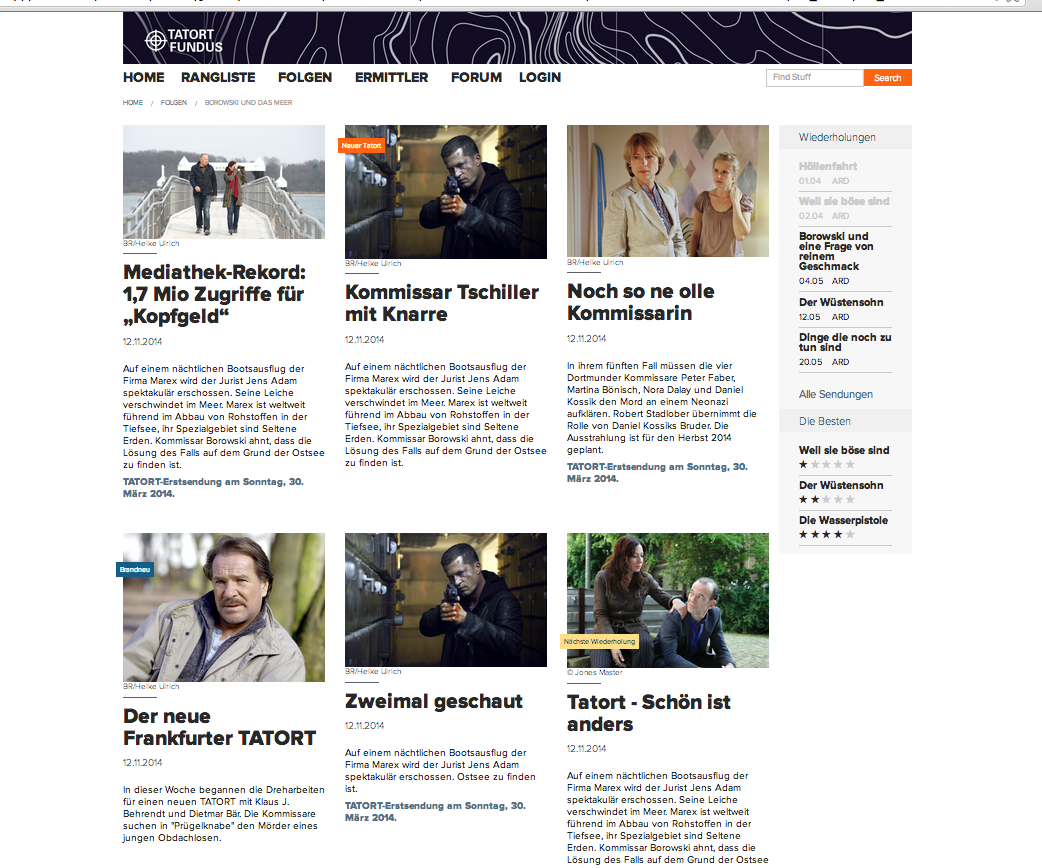 TATORT
FUNDUS
HOME RANGLISTE FOLGEN ERMITTLER FORUM LOGIN
Find Stuff Search
HOME / FOLGEN / BOROWSKI UND DAS MEER
BR/Heike Ulrich
Mediathek-Rekord:
1,7 Mio Zugriffe für
„Kopfgeld“
12.11.2014
Auf einem nächtlichen Bootsausflug der
Firma Marex wird der Jurist Jens Adam
spektakulär erschossen. Seine Leiche
verschwindet im Meer. Marex ist weltweit
führend im Abbau von Rohstoffen in der
Tiefsee, ihr Spezialgebiet sind Seltene
Erden. Kommissar Borowski ahnt, dass die
Lösung des Falls auf dem Grund der Ostsee
zu finden ist.
TATORT-Erstsendung am Sonntag, 30.
März 2014.
Neuer Tatort
BR/Heike Ulrich
Kommissar Tschiller
mit Knarre
12.11.2014
Auf einem nächtlichen Bootsausflug der
Firma Marex wird der Jurist Jens Adam
spektakulär erschossen. Seine Leiche
verschwindet im Meer. Marex ist weltweit
führend im Abbau von Rohstoffen in der
Tiefsee, ihr Spezialgebiet sind Seltene
Erden. Kommissar Borowski ahnt, dass die
Lösung des Falls auf dem Grund der Ostsee
zu finden ist.
BR/Heike Ulrich
Noch so ne olle
Kommissarin
12.11.2014
In ihrem fünften Fall müssen die vier
Dortmunder Kommissare Peter Faber,
Martina Bönisch, Nora Dalay und Daniel
Kossik den Mord an einem Neonazi
aufklären. Robert Stadlober übernimmt die
Rolle von Daniel Kossiks Bruder. Die
Ausstrahlung ist für den Herbst 2014
geplant.
TATORT-Erstsendung am Sonntag, 30.
März 2014.
Wiederholungen
Höllenfahrt
01.04 ARD
Weil sie böse sind
02.04 ARD
Borowski und
eine Frage von
reinem
Geschmack
04.05 ARD
Der Wüstensohn
12.05 ARD
Dinge die noch zu
tun sind
20.05 ARD
Alle Sendungen
Die Besten
Weil sie böse sind
Der Wüstensohn
Die Wasserpistole
Brandneu
BR/Heike Ulrich
Der neue
Frankfurter TATORT
12.11.2014
In dieser Woche begannen die Dreharbeiten
für einen neuen TATORT mit Klaus J.
Behrendt und Dietmar Bär. Die Kommissare
suchen in "Prügelknabe" den Mörder eines
jungen Obdachlosen.
BR/Heike Ulrich
Zweimal geschaut
12.11.2014
Auf einem nächtlichen Bootsausflug der
Firma Marex wird der Jurist Jens Adam
spektakulär erschossen. Ostsee zu finden
ist.
TATORT-Erstsendung am Sonntag, 30.
März 2014.
Nächste Wiederholung
© Jones Master
Tatort - Schön ist
anders
12.11.2014
Auf einem nächtlichen Bootsausflug der
Firma Marex wird der Jurist Jens Adam
spektakulär erschossen. Seine Leiche
verschwindet im Meer. Marex ist weltweit
führend im Abbau von Rohstoffen in der
Tiefsee, ihr Spezialgebiet sind Seltene
Erden. Kommissar Borowski ahnt, dass die
Lösung des Falls auf dem Grund der Ostsee